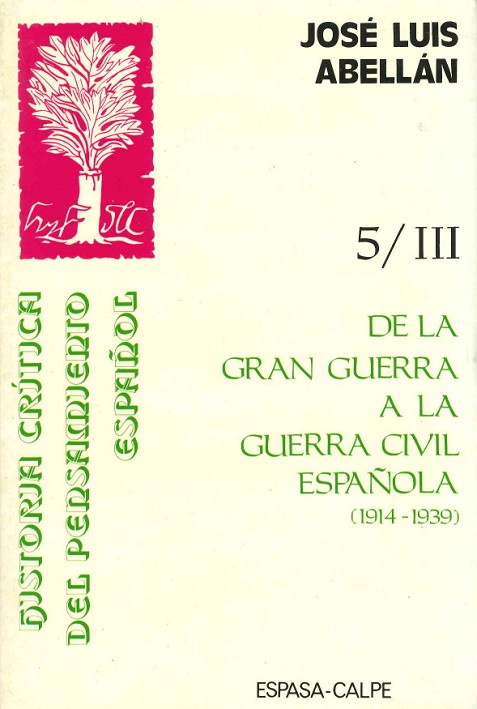 JOSÉ LUIS
ABELLÁN
5/III
HISTORIA CRÍTICA
DEL PENSAMIENTO
ESPAÑOL
DE LA
GRAN GUERRA
A LA
GUERRA CIVIL
ESPAÑOLA
(1914-1939)
ESPASA-CALPE